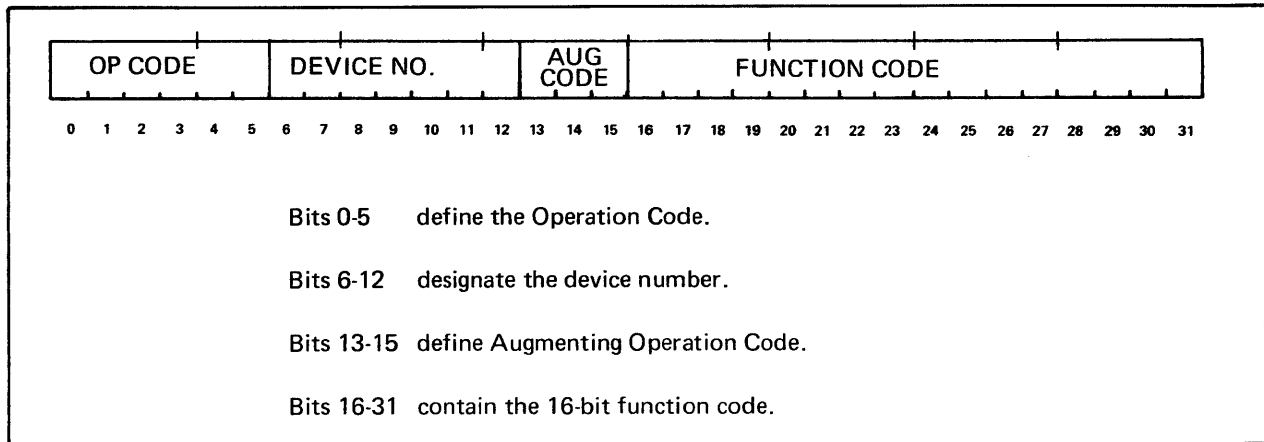 OP CODE DEVICE NO. AUG CODE FUNCTION CODE
0 1 2 3 4 5 6 7 8 9 10 11 12 13 14 15 16 17 18 19 20 21 22 23 24 25 26 27 28 29 30 31
Bits 0-5 define the Operation Code.
Bits 6-12 designate the device number.
Bits 13-15 define Augmenting Operation Code.
Bits 16-31 contain the 16-bit function code.